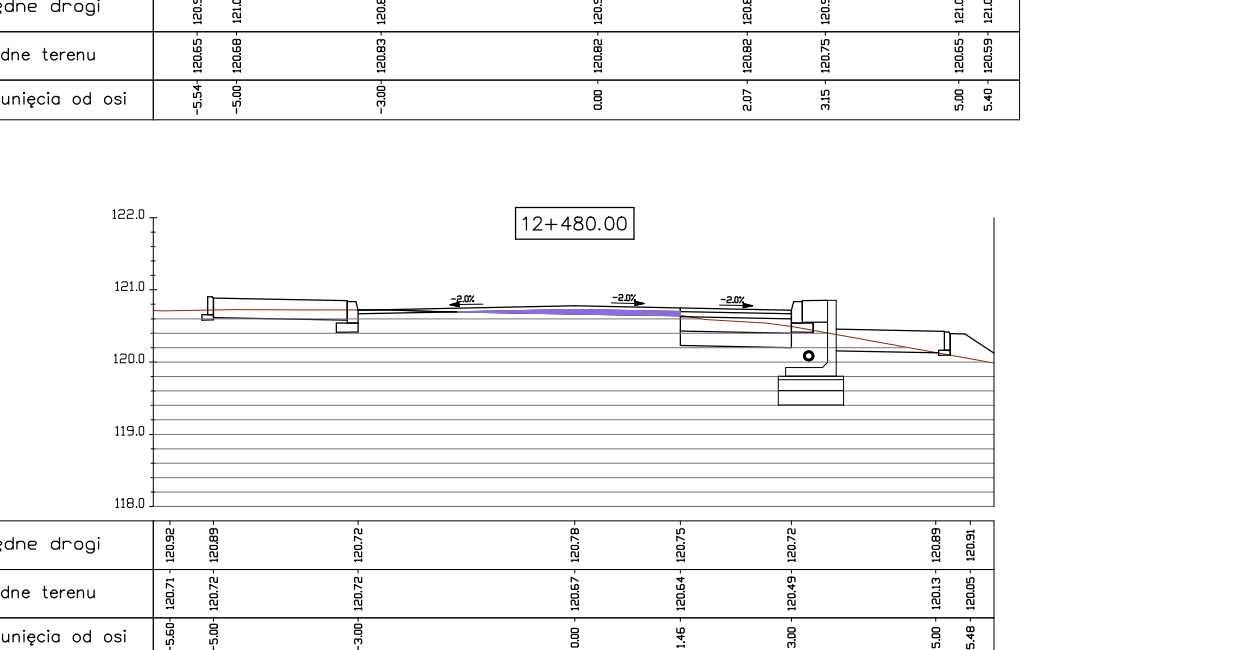 dne terenu 120.65 120.68 120.83 120.82 120.82 120.75 120.65 120.59
unięcia od osi -5.54 -5.00 -3.00 0.00 2.07 3.15 5.00 5.40
12+480.00
122.0
121.0
120.0
119.0
118.0
-2.0% -2.0% -2.0%
ędne drogi 120.92 120.89 120.72 120.78 120.75 120.72 120.89 120.91
dne terenu 120.71 120.72 120.72 120.67 120.64 120.49 120.13 120.05
unięcia od osi -5.60 -5.00 -3.00 0.00 1.46 3.00 5.00 5.48